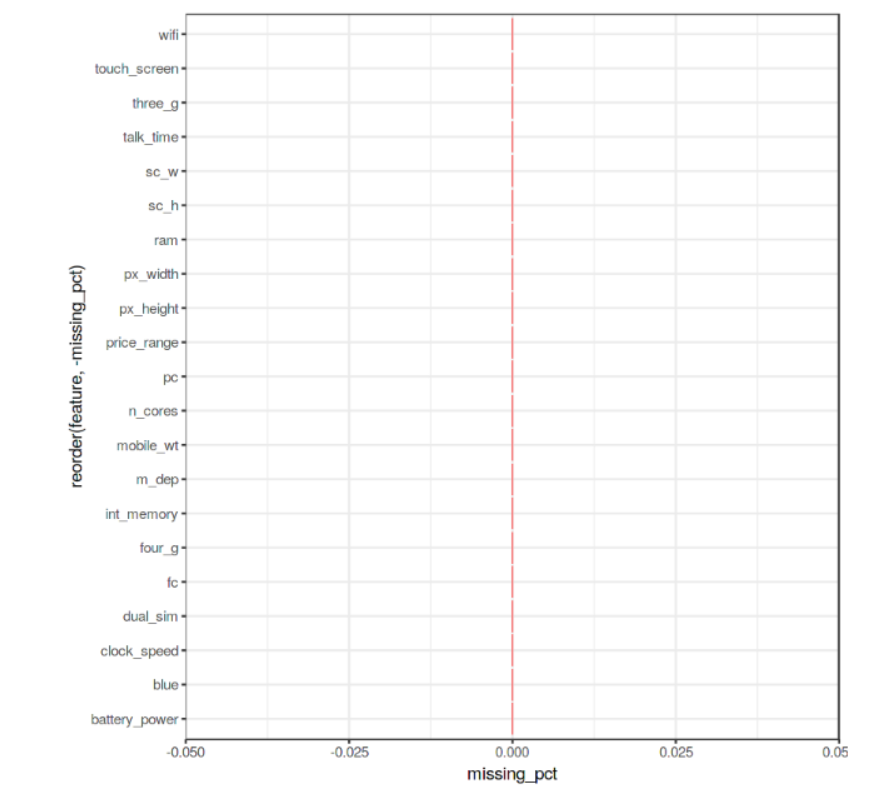 wifi
touch_screen
three_g
talk_time
sc_w
sc_h
ram
px_width
px_height
price_range
pc
n_cores
mobile_wt
m_dep
int_memory
four_g
fc
dual_sim
clock_speed
blue
battery_power
reorder(feature, -missing_pct)
-0.050 -0.025 0.000 0.025 0.05
missing_pct